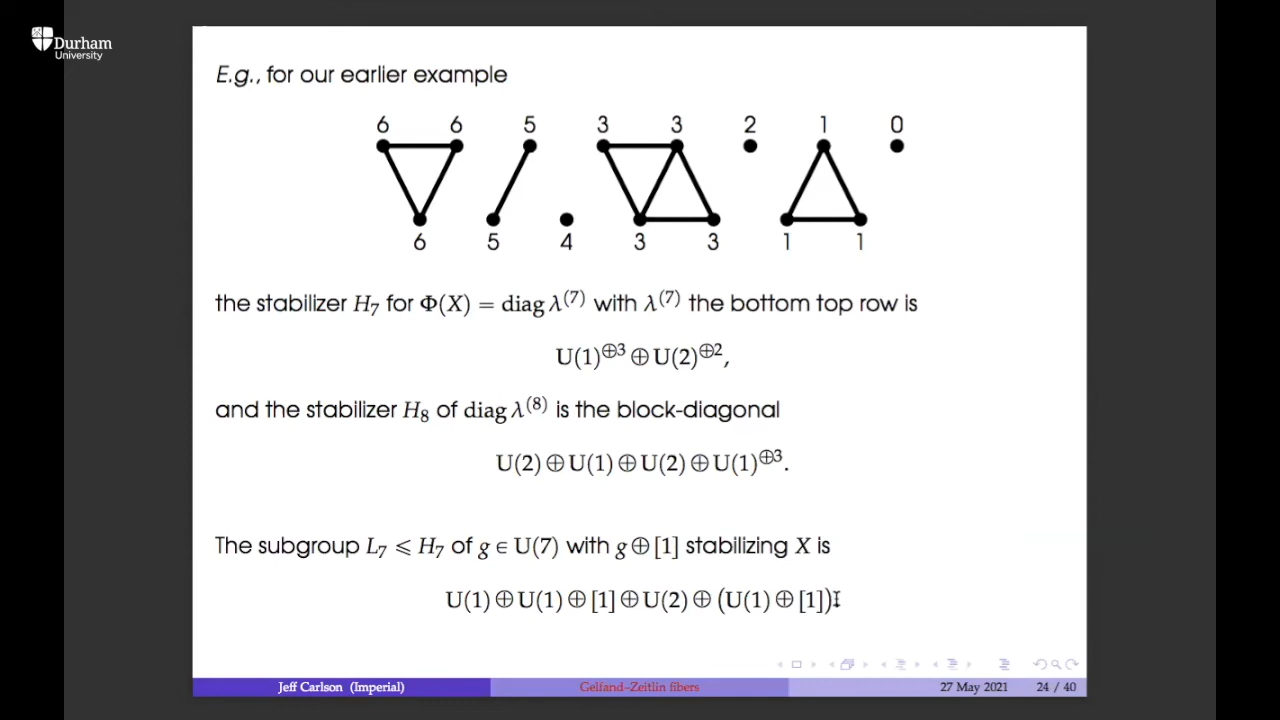 Durham
University
E.g., for our earlier example
6 6 5 3 3 2 1 0
6 5 4 3 3 1 1
the stabilizer H₇ for Φ(X) = diag λ⁽⁷⁾ with λ⁽⁷⁾ the bottom top row is
U(1)^⊕3 ⊕ U(2)^⊕2,
and the stabilizer H₈ of diag λ⁽⁸⁾ is the block-diagonal
U(2) ⊕ U(1) ⊕ U(2) ⊕ U(1)^⊕3.
The subgroup L₇ ⩽ H₇ of g ∈ U(7) with g ⊕ [1] stabilizing X is
U(1) ⊕ U(1) ⊕ [1] ⊕ U(2) ⊕ (U(1) ⊕ [1])
Jeff Carlson (Imperial) Gelfand–Zeitlin fibers 27 May 2021 24 / 40